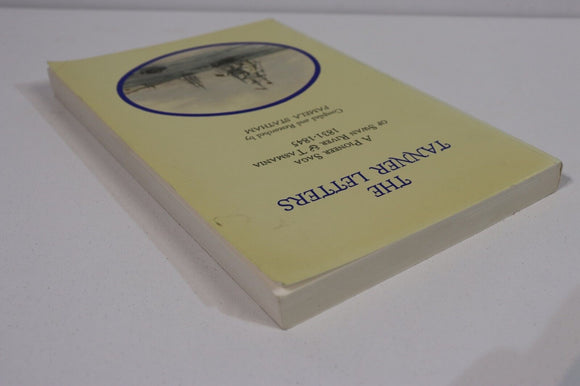 THE
TANNER LETTERS
A PIONEER SAGA
OF SWAN RIVER & TASMANIA
1831-1845
Compiled and Researched by
PAMELA STATHAM